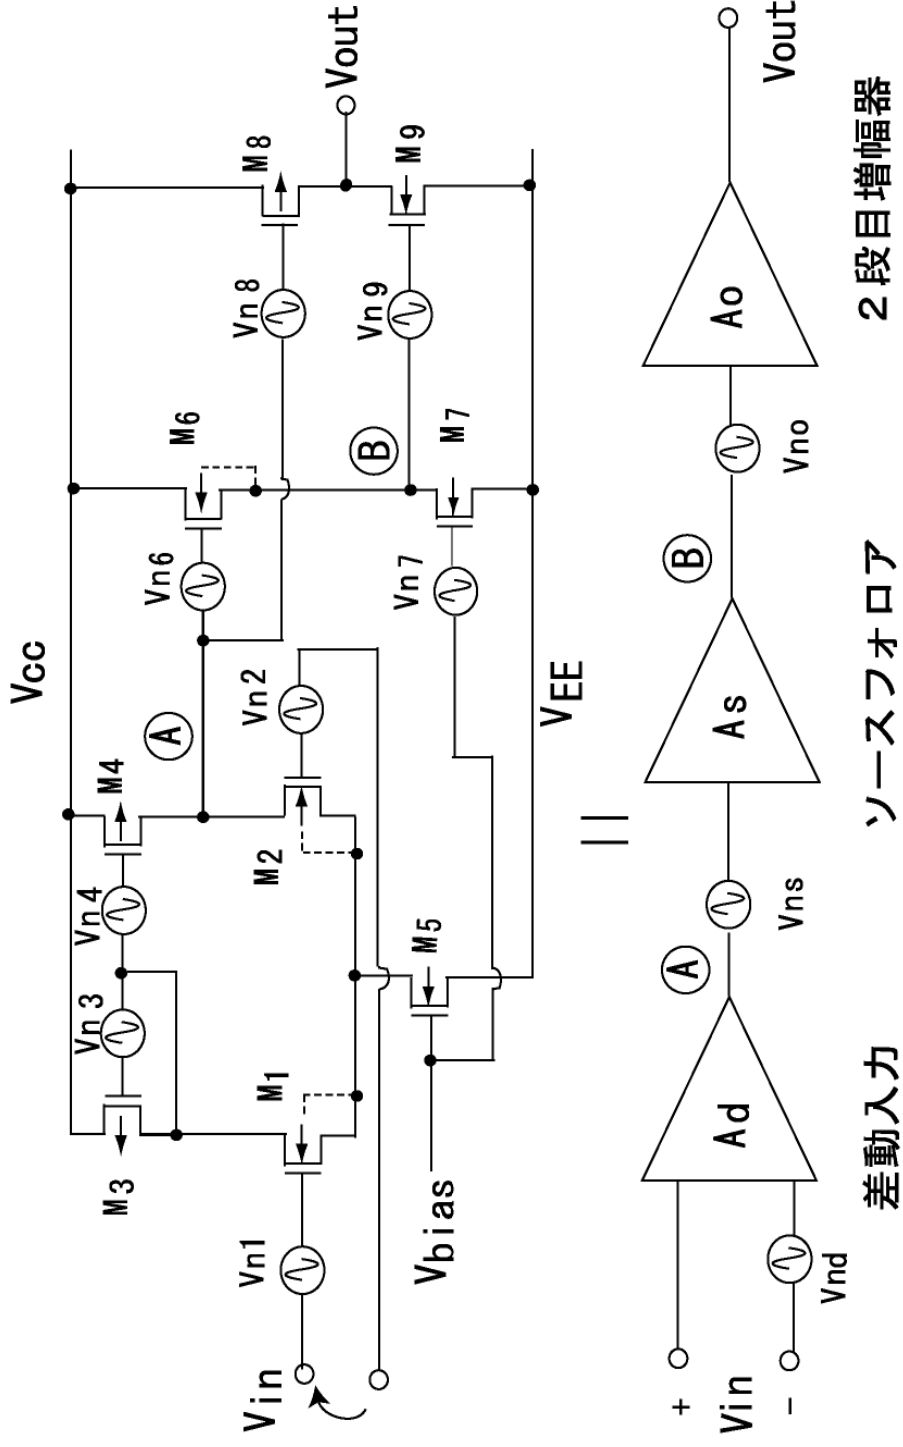 Vcc
M3
Vn3
Vn4
M4
A
Vn6
M6
M8
Vn8
Vout
Vin
Vn1
M1
M2
Vn2
B
Vn9
M9
Vbias
M5
Vn7
M7
VEE
=
+
Vin
-
Vnd
Ad
A
Vns
As
B
Vno
Ao
Vout
差動入力
ソースフォロア
2段目増幅器